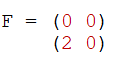 F = (0 0)
(2 0)